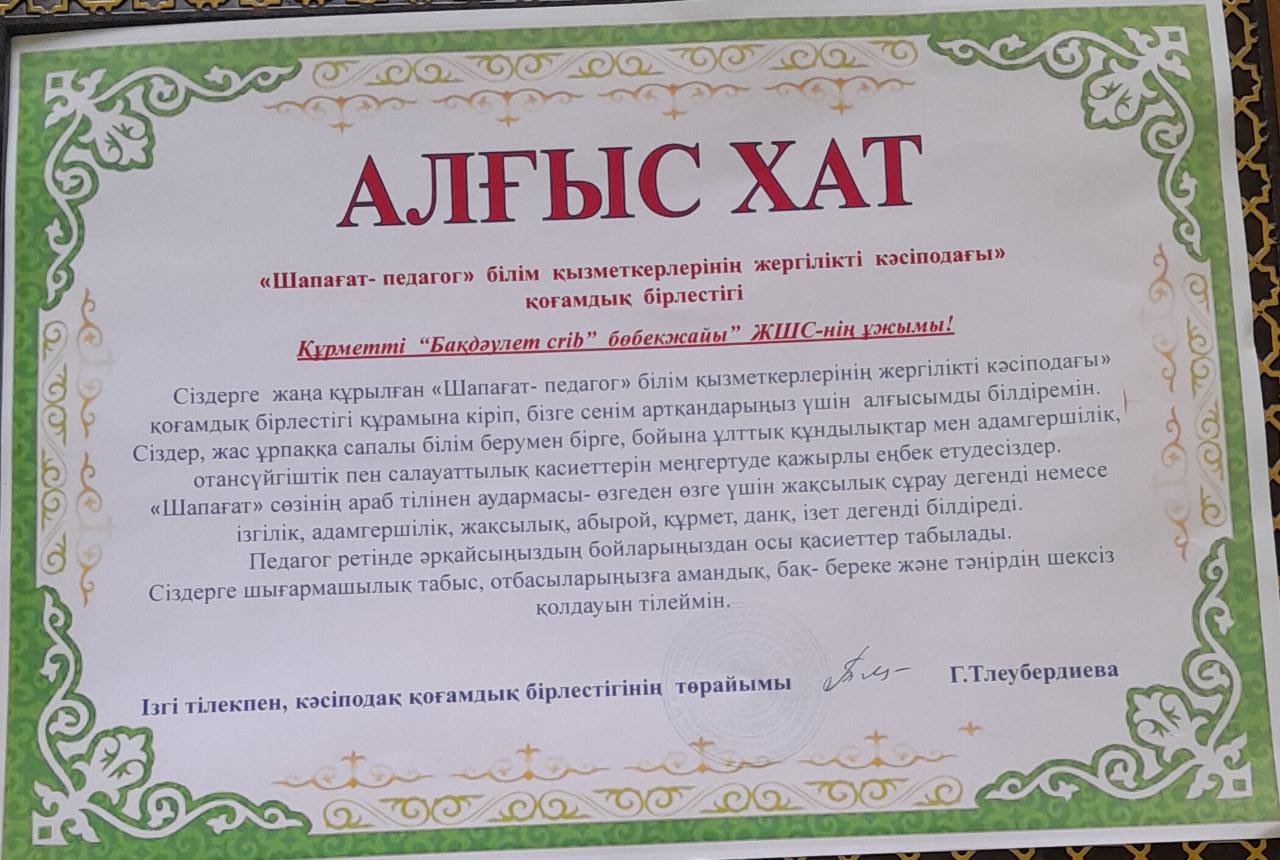 АЛҒЫС ХАТ
«Шапағат- педагог» білім қызметкерлерінің жергілікті кәсіподағы»
қоғамдық бірлестігі
Құрметті “Бақдәулет crib” бөбекжайы” ЖШС-нің ұжымы!
Сіздерге жаңа құрылған «Шапағат- педагог» білім қызметкерлерінің жергілікті кәсіподағы»
қоғамдық бірлестігі құрамына кіріп, бізге сенім артқандарыңыз үшін алғысымды білдіремін.
Сіздер, жас ұрпаққа сапалы білім берумен бірге, бойына ұлттық құндылықтар мен адамгершілік,
отансүйгіштік пен салауаттылық қасиеттерін меңгертуде қажырлы еңбек етудесіздер.
«Шапағат» сөзінің араб тілінен аудармасы- өзгеден өзге үшін жақсылық сұрау дегенді немесе
ізгілік, адамгершілік, жақсылық, абырой, құрмет, данқ, ізет дегенді білдіреді.
Педагог ретінде әрқайсыңыздың бойларыңыздан осы қасиеттер табылады.
Сіздерге шығармашылық табыс, отбасыларыңызға амандық, бақ- береке және тәңірдің шексіз
қолдауын тілеймін.
Ізгі тілекпен, кәсіподақ қоғамдық бірлестігінің төрайымы Г.Тлеубердиева